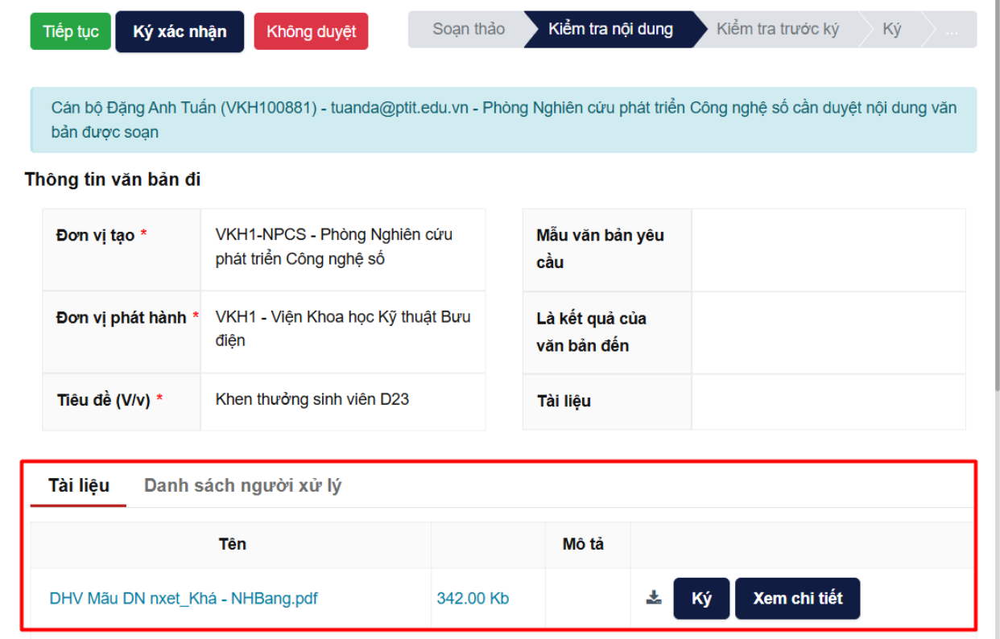 Tiếp tục Ký xác nhận Không duyệt Soạn thảo Kiểm tra nội dung Kiểm tra trước ký Ký ...
Cán bộ Đặng Anh Tuấn (VKH100881) - tuanda@ptit.edu.vn - Phòng Nghiên cứu phát triển Công nghệ số cần duyệt nội dung văn
bản được soạn
Thông tin văn bản đi
Đơn vị tạo * VKH1-NPCS - Phòng Nghiên cứu
phát triển Công nghệ số
Mẫu văn bản yêu
cầu
Đơn vị phát hành * VKH1 - Viện Khoa học Kỹ thuật Bưu
điện
Là kết quả của
văn bản đến
Tiêu đề (V/v) * Khen thưởng sinh viên D23
Tài liệu
Tài liệu Danh sách người xử lý
Tên Mô tả
DHV Mãu DN nxet_Khá - NHBang.pdf 342.00 Kb Ký Xem chi tiết